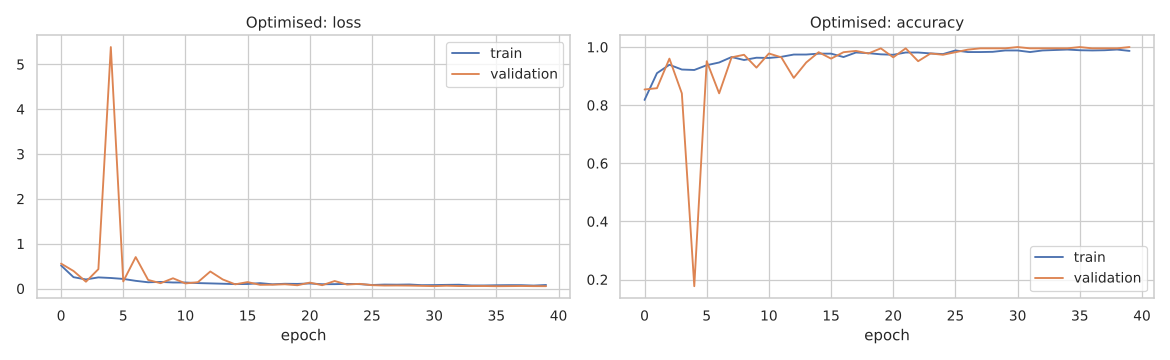 Optimised: loss
5
4
3
2
1
0
0 5 10 15 20 25 30 35 40
epoch
train
validation
Optimised: accuracy
1.0
0.8
0.6
0.4
0.2
0 5 10 15 20 25 30 35 40
epoch
train
validation